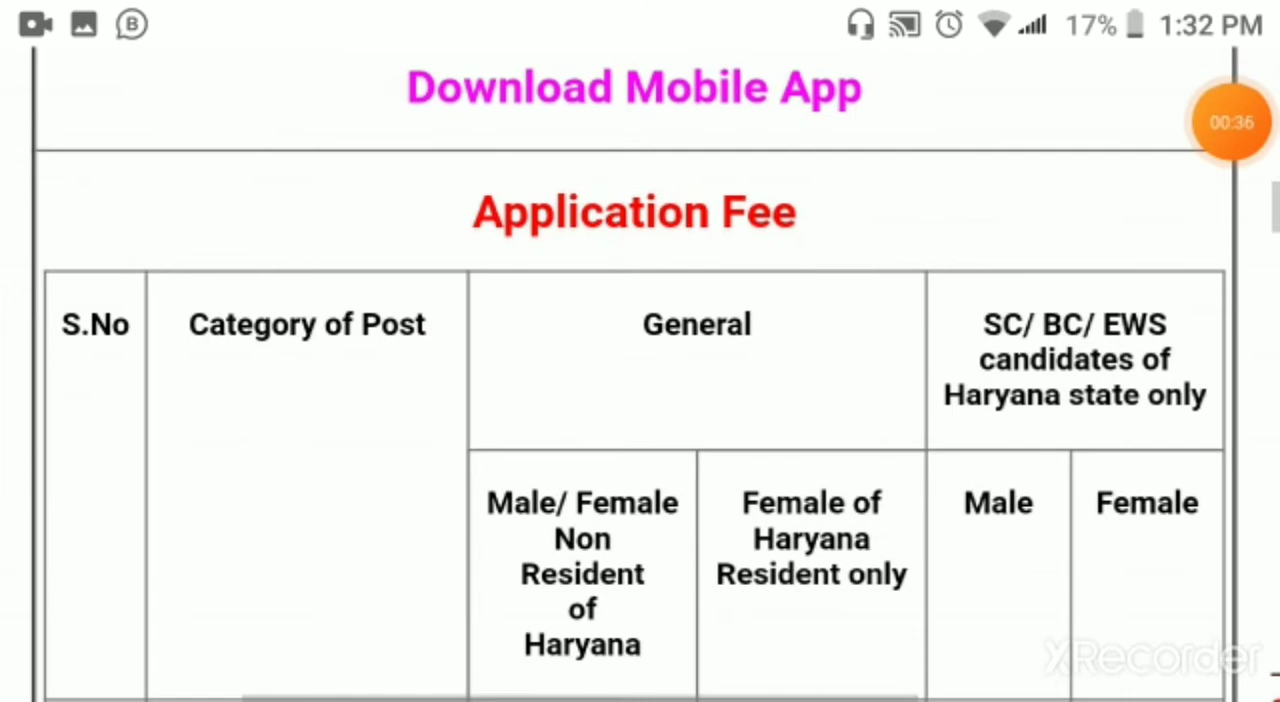 17% 1:32 PM
Download Mobile App
00:36
Application Fee
S.No
Category of Post
General
SC/ BC/ EWS
candidates of
Haryana state only
Male/ Female
Non
Resident
of
Haryana
Female of
Haryana
Resident only
Male
Female
XRecorder